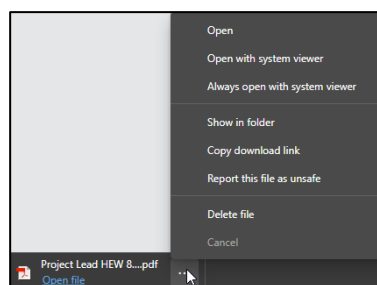 Open
Open with system viewer
Always open with system viewer
Show in folder
Copy download link
Report this file as unsafe
Delete file
Cancel
Project Lead HEW 8....pdf
Open file
...